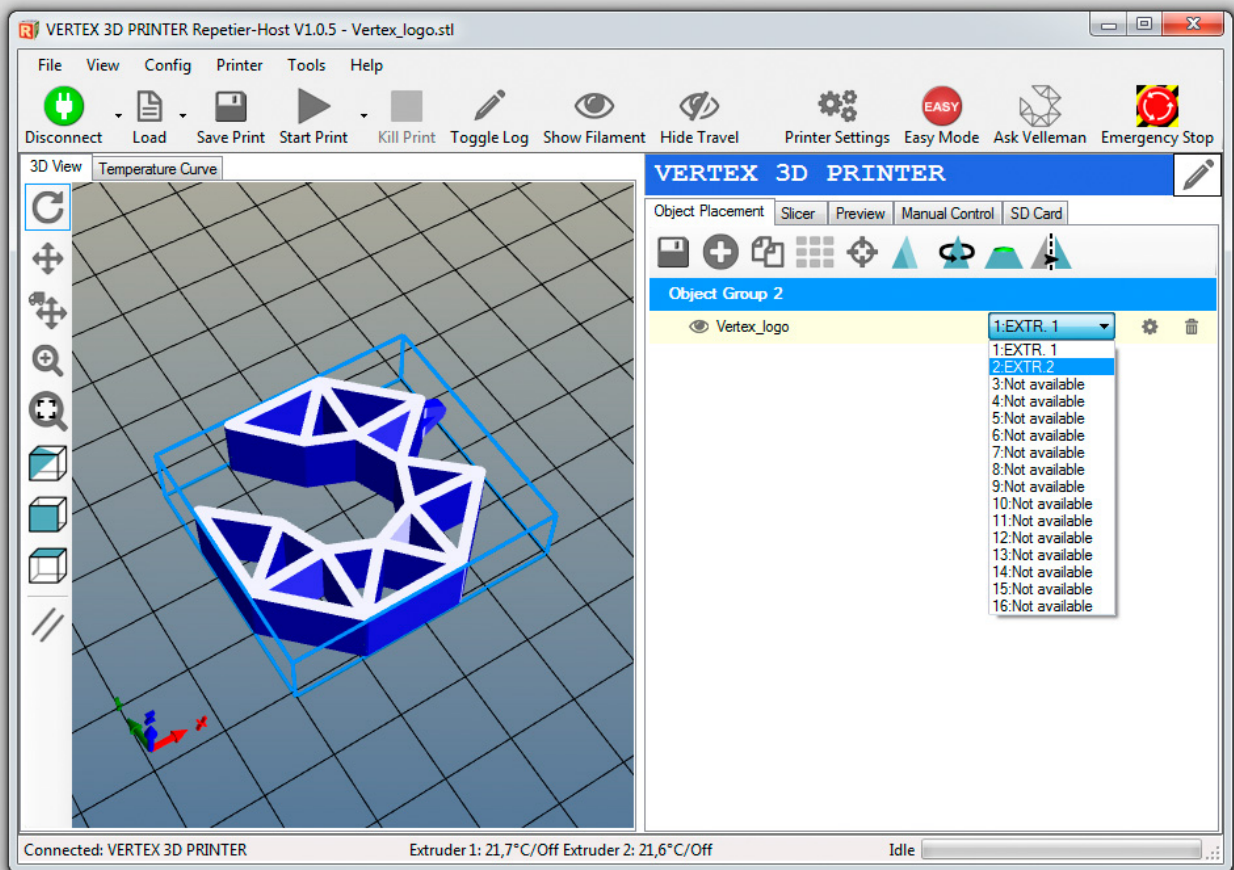 VERTEX 3D PRINTER Repetier-Host V1.0.5 - Vertex_logo.stl
File View Config Printer Tools Help
EASY
Disconnect Load Save Print Start Print Kill Print Toggle Log Show Filament Hide Travel Printer Settings Easy Mode Ask Velleman Emergency Stop
3D View Temperature Curve
VERTEX 3D PRINTER
Object Placement Slicer Preview Manual Control SD Card
Object Group 2
Vertex_logo 1:EXTR. 1
1:EXTR. 1
2:EXTR.2
3:Not available
4:Not available
5:Not available
6:Not available
7:Not available
8:Not available
9:Not available
10:Not available
11:Not available
12:Not available
13:Not available
14:Not available
15:Not available
16:Not available
Connected: VERTEX 3D PRINTER Extruder 1: 21,7°C/Off Extruder 2: 21,6°C/Off Idle